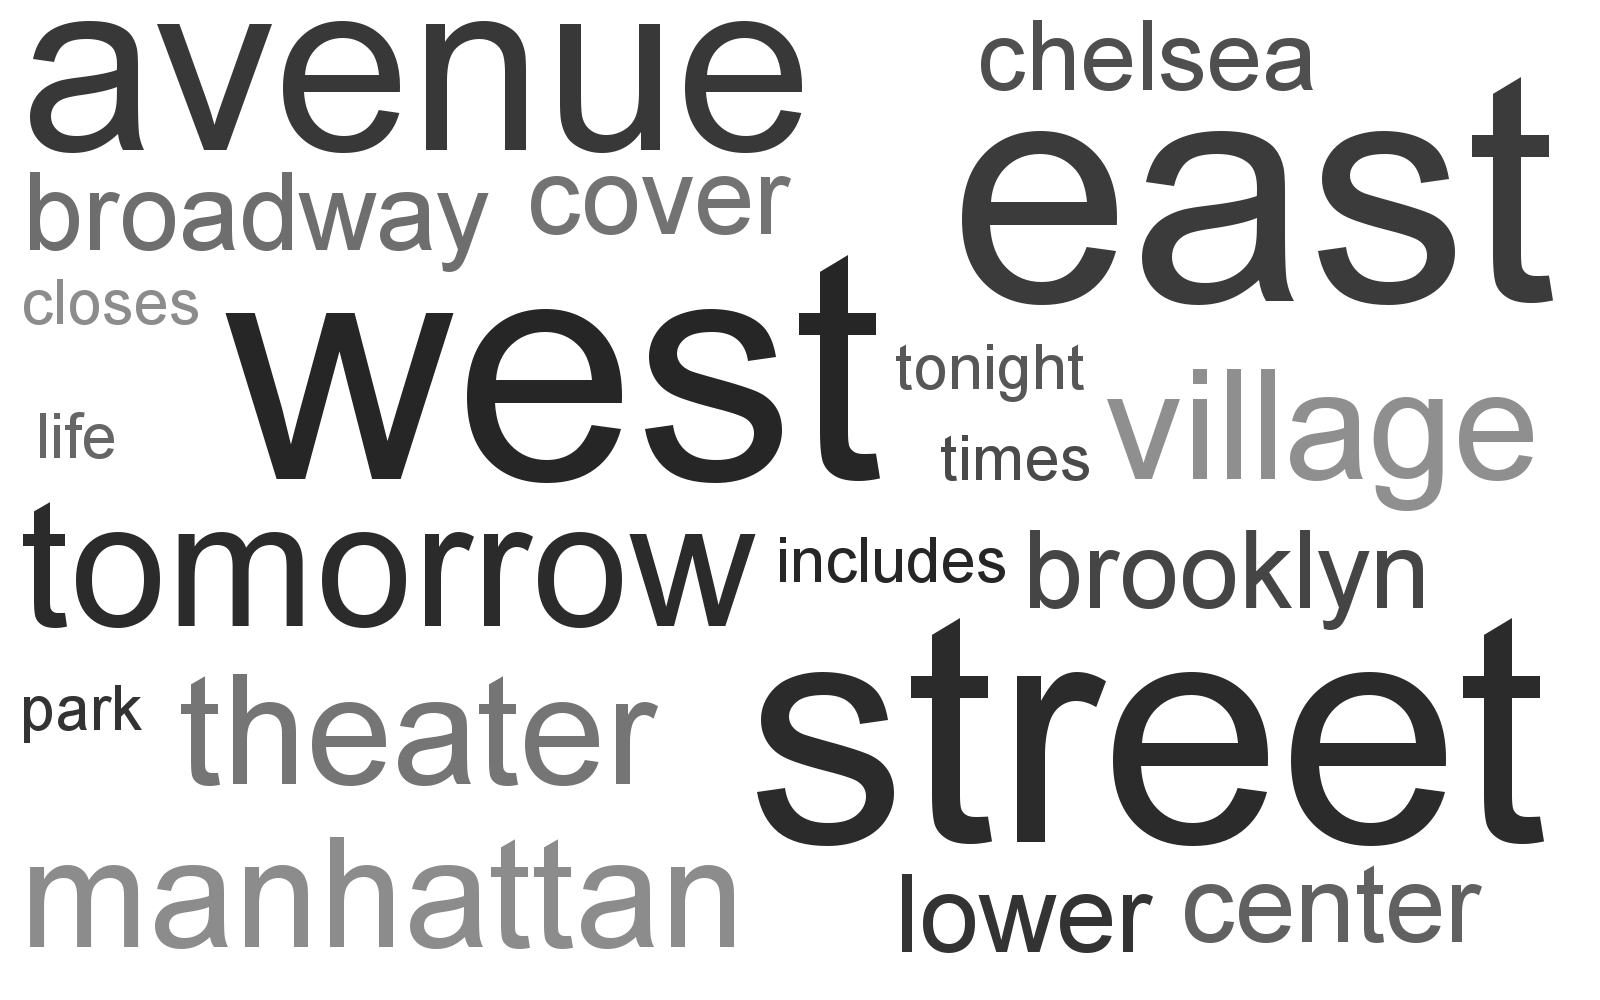 avenue
chelsea
east
broadway
cover
closes
west
tonight
village
life
times
tomorrow
includes
brooklyn
park
theater
street
manhattan
lower
center